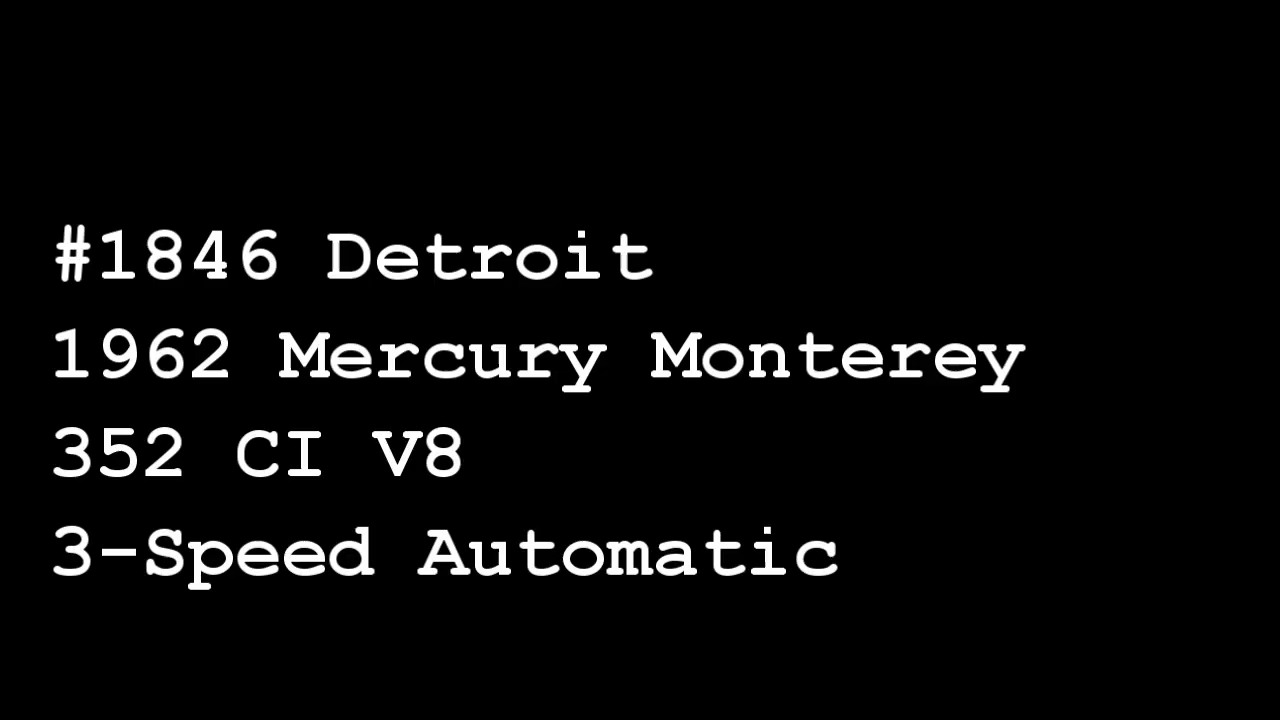 #1846 Detroit
1962 Mercury Monterey
352 CI V8
3-Speed Automatic